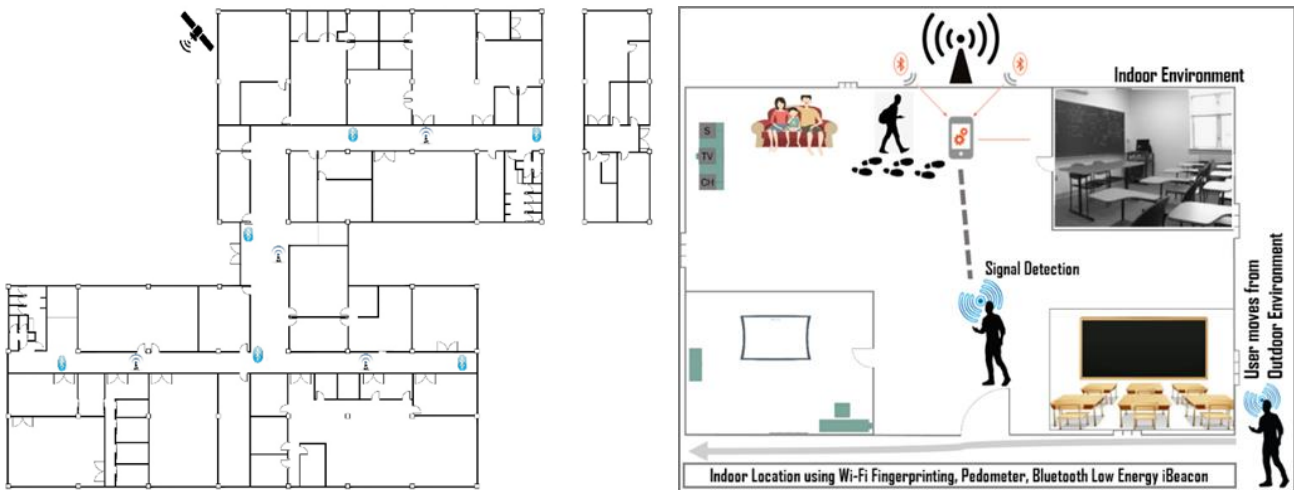 Indoor Environment
S
TV
CH
Signal Detection
User moves from
Outdoor Environment
Indoor Location using Wi-Fi Fingerprinting, Pedometer, Bluetooth Low Energy iBeacon